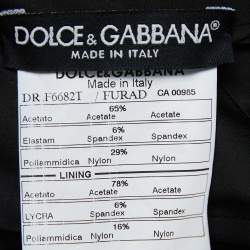 DOLCE & GABBANA
MADE IN ITALY
DOLCE & GABBANA
Made in Italy
DR F6682T / FURAD CA 00985
65%
Acetato Acetate Acetate
6%
Elastam Spandex Spandex
29%
Poliammidica Nylon Nylon
LINING
78%
Acetato Acetate Acetate
6%
LYCRA Spandex Spandex
16%
Poliammidica Nylon Nylon